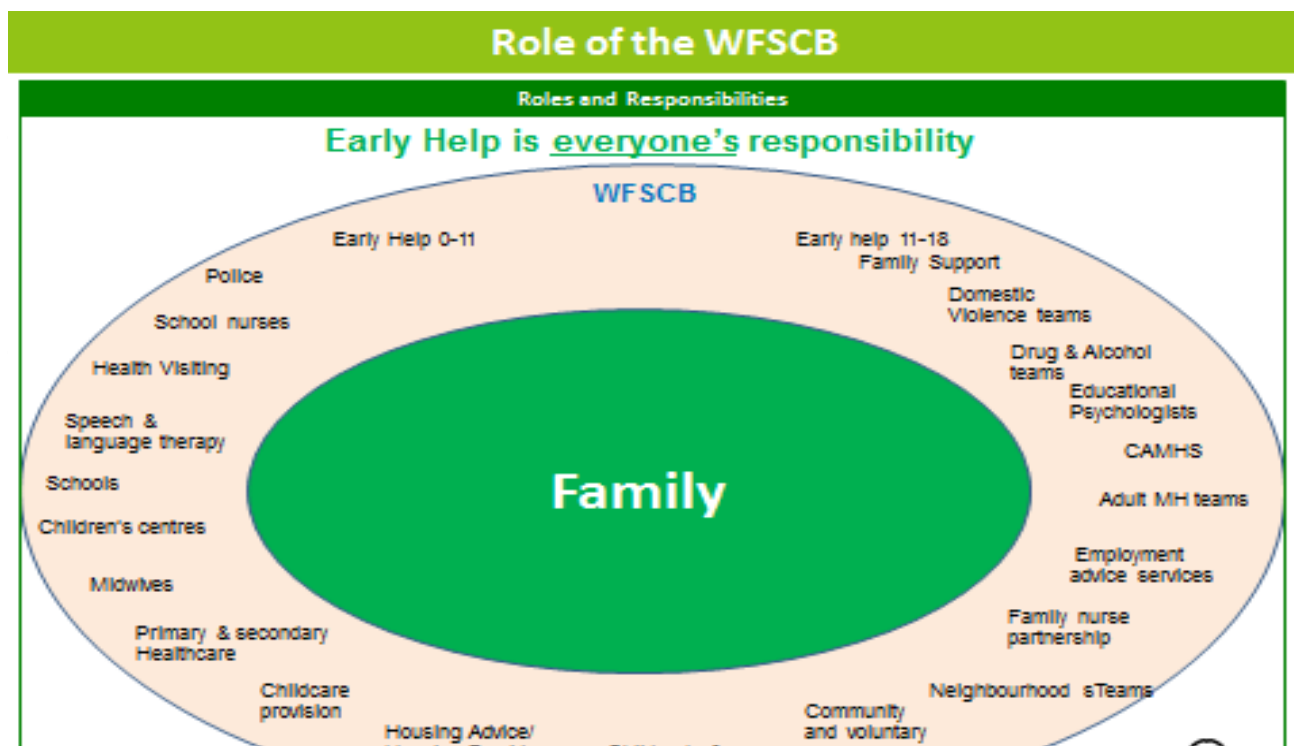 Role of the WFSCB
Roles and Responsibilities
Early Help is everyone's responsibility
WFSCB
Early Help 0-11
Early help 11-18
Family Support
Police
Domestic
Violence teams
School nurses
Drug & Alcohol
teams
Health Visiting
Educational
Psychologists
Speech &
language therapy
CAMHS
Schools
Family
Adult MH teams
Children's centres
Employment
advice services
Midwives
Family nurse
partnership
Primary & secondary
Healthcare
Neighbourhood sTeams
Childcare
provision
Community
and voluntary
Housing Advice/